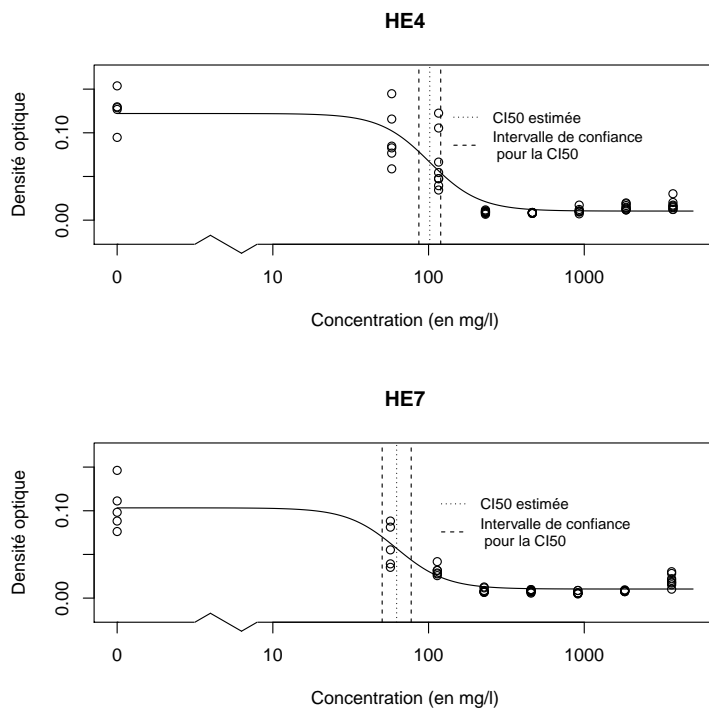 HE4
Densité optique
0.10
0.00
CI50 estimée
Intervalle de confiance
pour la CI50
0
10
100
1000
Concentration (en mg/l)
HE7
Densité optique
0.10
0.00
CI50 estimée
Intervalle de confiance
pour la CI50
0
10
100
1000
Concentration (en mg/l)